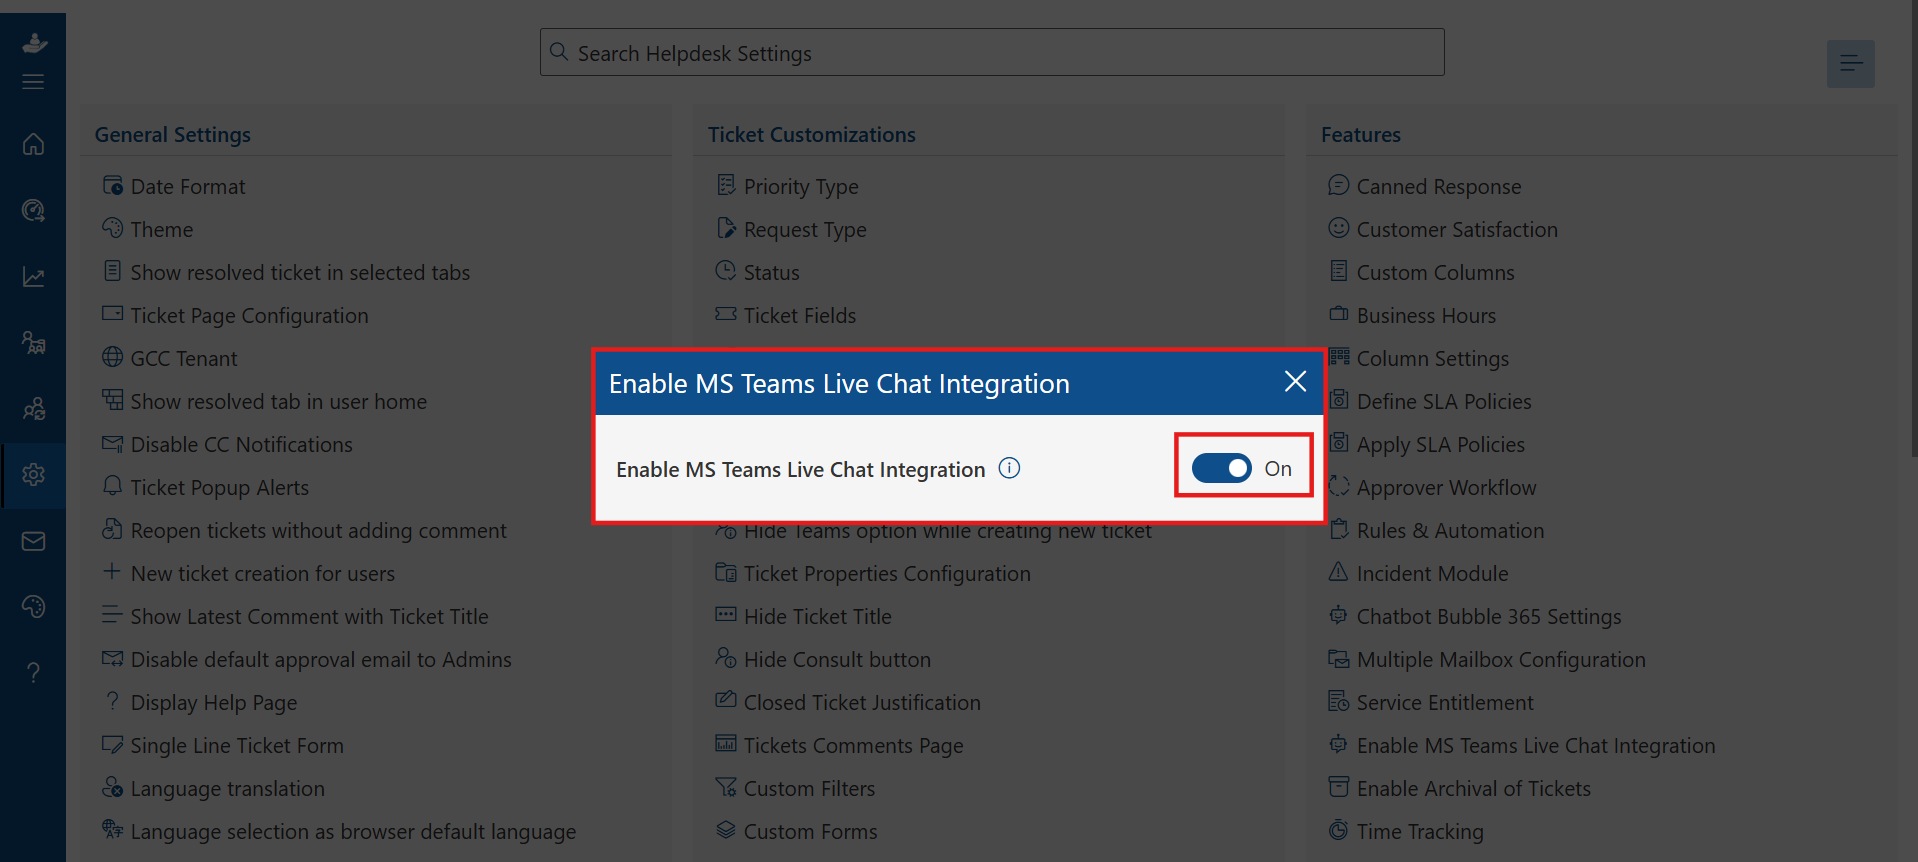 Search Helpdesk Settings
General Settings
Date Format
Theme
Show resolved ticket in selected tabs
Ticket Page Configuration
GCC Tenant
Show resolved tab in user home
Disable CC Notifications
Ticket Popup Alerts
Reopen tickets without adding comment
New ticket creation for users
Show Latest Comment with Ticket Title
Disable default approval email to Admins
Display Help Page
Single Line Ticket Form
Language translation
Language selection as browser default language
Ticket Customizations
Priority Type
Request Type
Status
Ticket Fields
Enable MS Teams Live Chat Integration
Enable MS Teams Live Chat Integration
On
Hide Teams option while creating new ticket
Ticket Properties Configuration
Hide Ticket Title
Hide Consult button
Closed Ticket Justification
Tickets Comments Page
Custom Filters
Custom Forms
Features
Canned Response
Customer Satisfaction
Custom Columns
Business Hours
Column Settings
Define SLA Policies
Apply SLA Policies
Approver Workflow
Rules & Automation
Incident Module
Chatbot Bubble 365 Settings
Multiple Mailbox Configuration
Service Entitlement
Enable MS Teams Live Chat Integration
Enable Archival of Tickets
Time Tracking